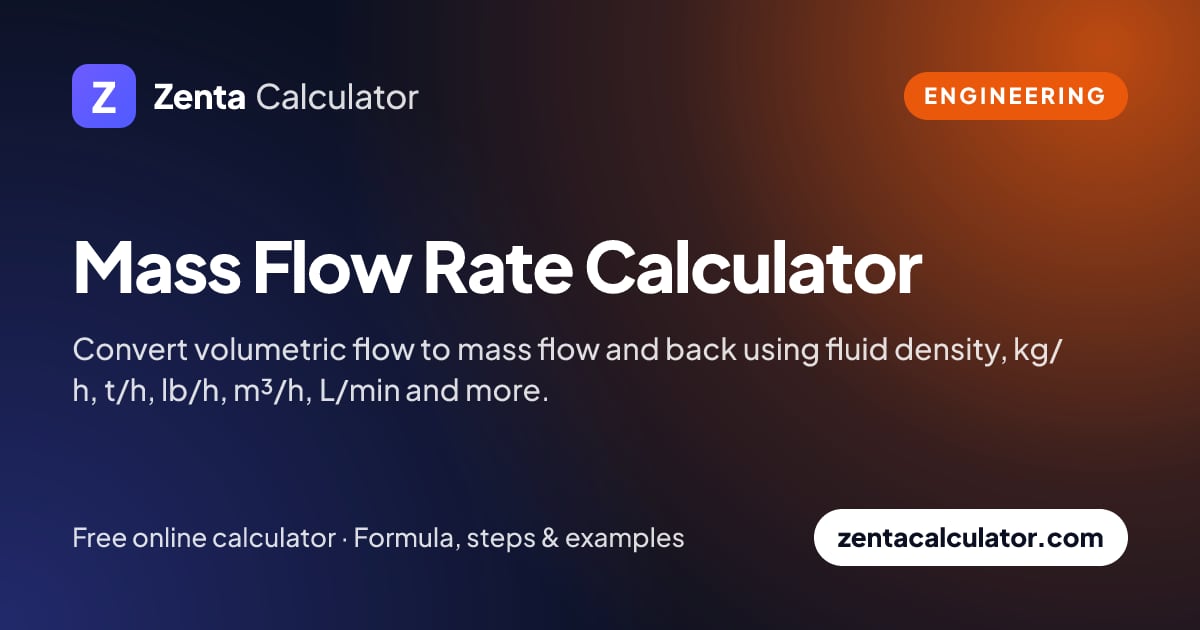 Z
Zenta Calculator
ENGINEERING
Mass Flow Rate Calculator
Convert volumetric flow to mass flow and back using fluid density, kg/
h, t/h, lb/h, m³/h, L/min and more.
Free online calculator · Formula, steps & examples
zentacalculator.com